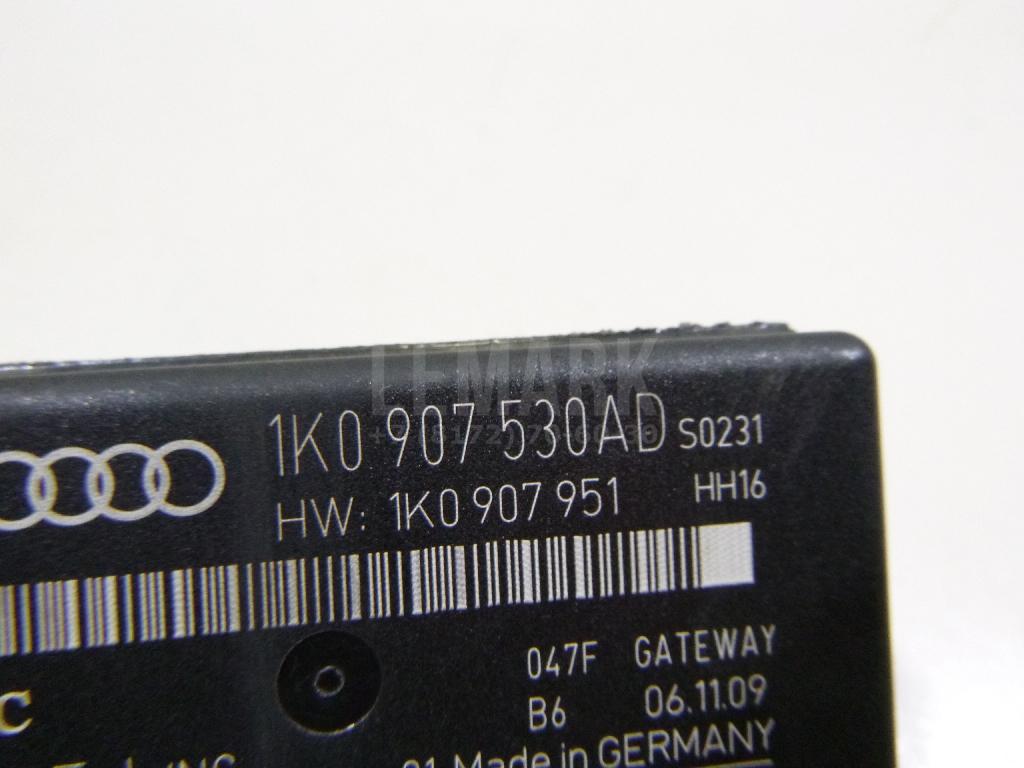 LEMARK
1K0 907 530AD S0231
HW: 1K0 907 951 HH16
047F GATEWAY
c B6 06.11.09
01 Made in GERMANY